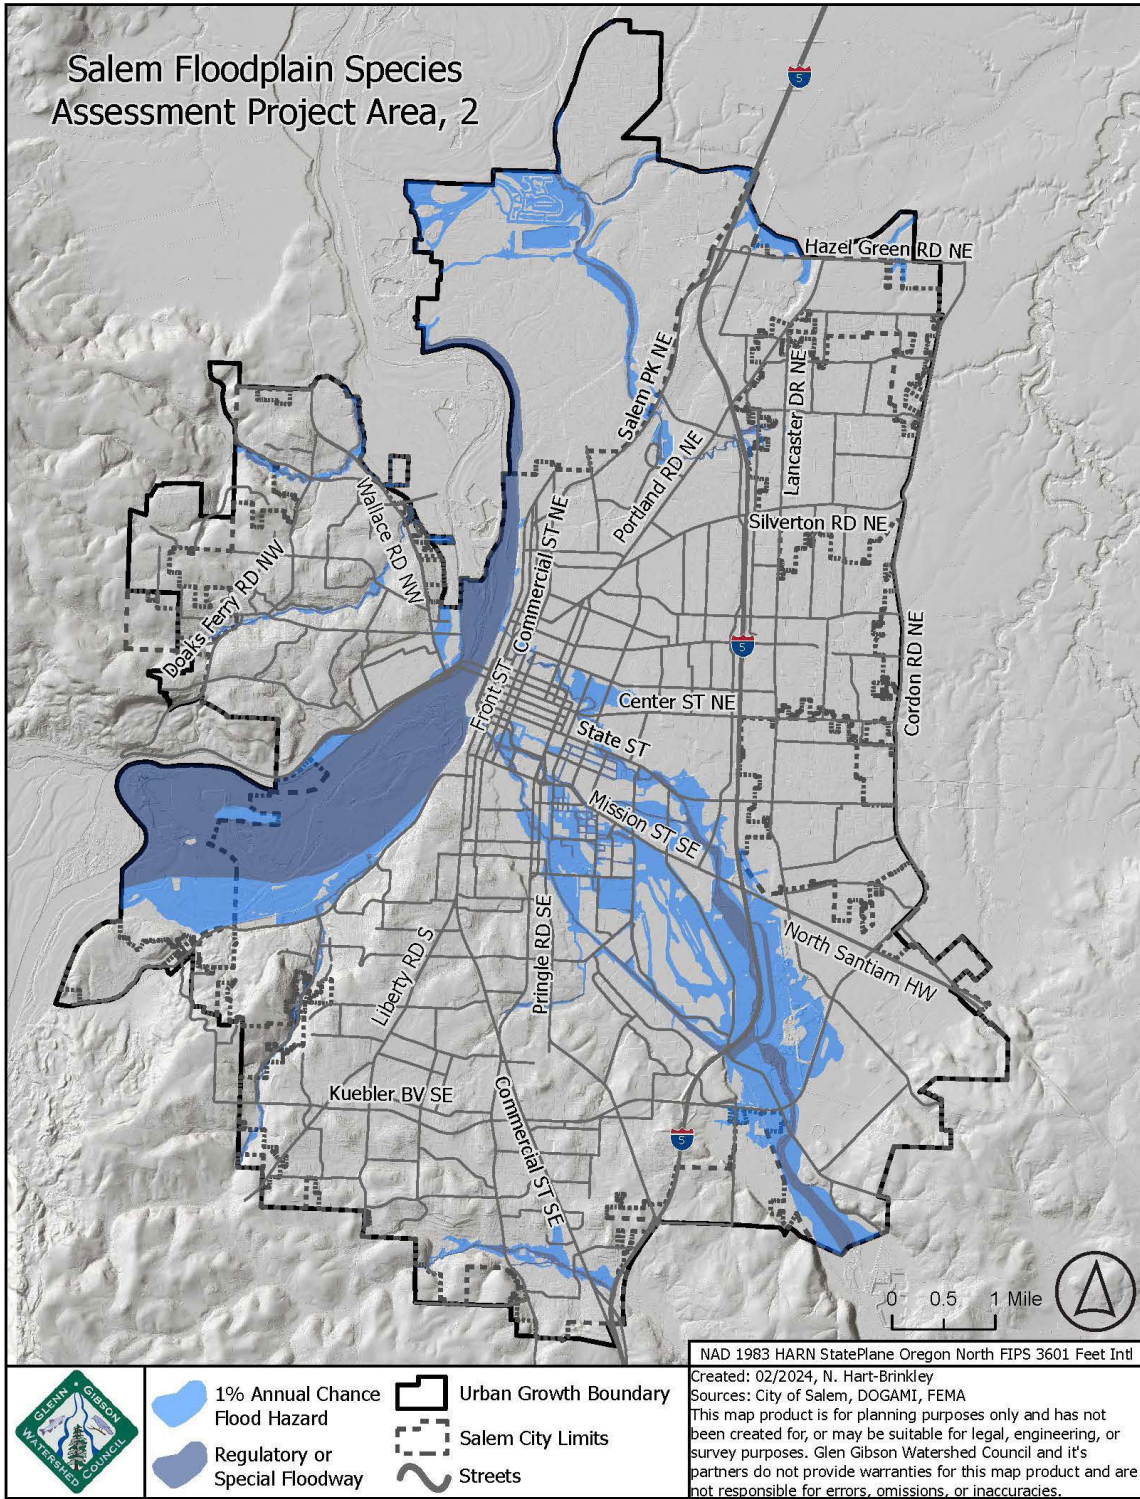 Salem Floodplain Species
Assessment Project Area, 2
5
Hazel Green RD NE
Salem PK NE
Lancaster DR NE
Portland RD NE
Wallace RD NW
Commercial ST NE
Silverton RD NE
Doaks Ferry RD NW
5
Cordon RD NE
Front ST
Center ST NE
State ST
Mission ST SE
North Santiam HW
Pringle RD SE
Liberty RD S
Kuebler BV SE
Commercial ST SE
5
0 0.5 1 Mile
NAD 1983 HARN StatePlane Oregon North FIPS 3601 Feet Intl
GLENN - GIBSON
WATERSHED COUNCIL
1% Annual Chance
Flood Hazard
Regulatory or
Special Floodway
Urban Growth Boundary
Salem City Limits
Streets
Created: 02/2024, N. Hart-Brinkley
Sources: City of Salem, DOGAMI, FEMA
This map product is for planning purposes only and has not
been created for, or may be suitable for legal, engineering, or
survey purposes. Glen Gibson Watershed Council and it's
partners do not provide warranties for this map product and are
not responsible for errors, omissions, or inaccuracies.